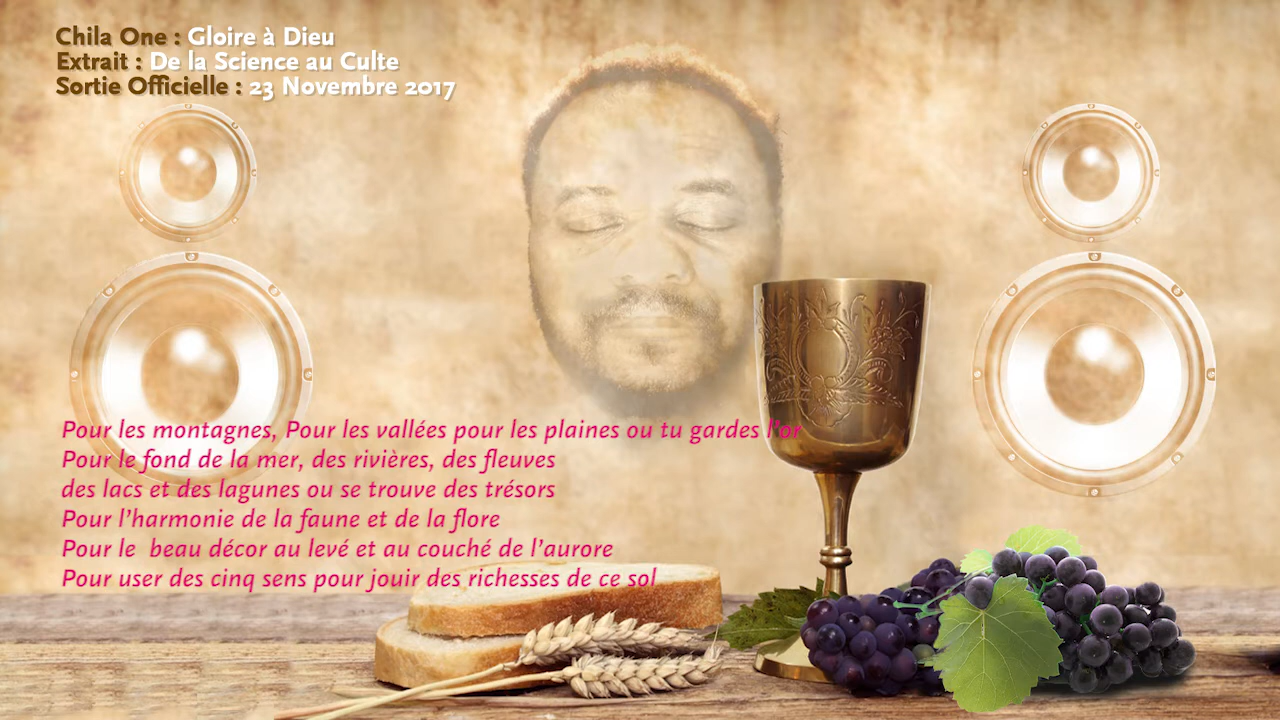 Chila One : Gloire à Dieu
Extrait : De la Science au Culte
Sortie Officielle : 23 Novembre 2017
Pour les montagnes, Pour les vallées pour les plaines ou tu gardes l'or
Pour le fond de la mer, des rivières, des fleuves
des lacs et des lagunes ou se trouve des trésors
Pour l'harmonie de la faune et de la flore
Pour le  beau décor au levé et au couché de l'aurore
Pour user des cinq sens pour jouir des richesses de ce sol